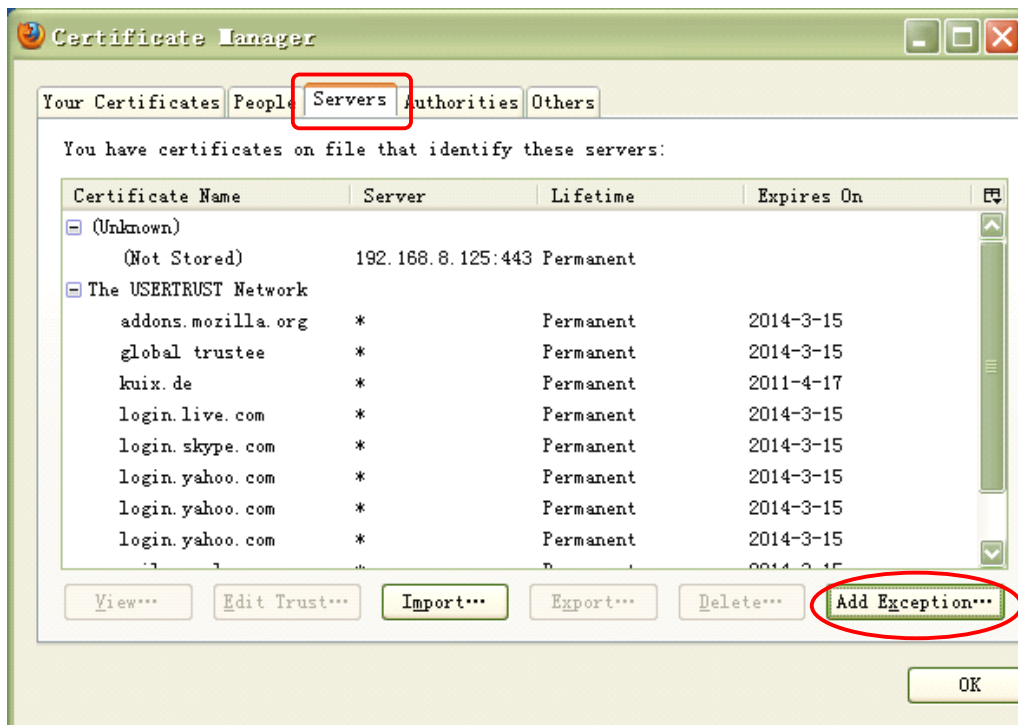 Certificate Manager
Your Certificates People Servers Authorities Others
You have certificates on file that identify these servers:
Certificate Name Server Lifetime Expires On
(Unknown)
(Not Stored) 192.168.8.125:443 Permanent
The USERTRUST Network
addons.mozilla.org * Permanent 2014-3-15
global trustee * Permanent 2014-3-15
kuix.de * Permanent 2011-4-17
login.live.com * Permanent 2014-3-15
login.skype.com * Permanent 2014-3-15
login.yahoo.com * Permanent 2014-3-15
login.yahoo.com * Permanent 2014-3-15
login.yahoo.com * Permanent 2014-3-15
View... Edit Trust... Import... Export... Delete... Add Exception...
OK